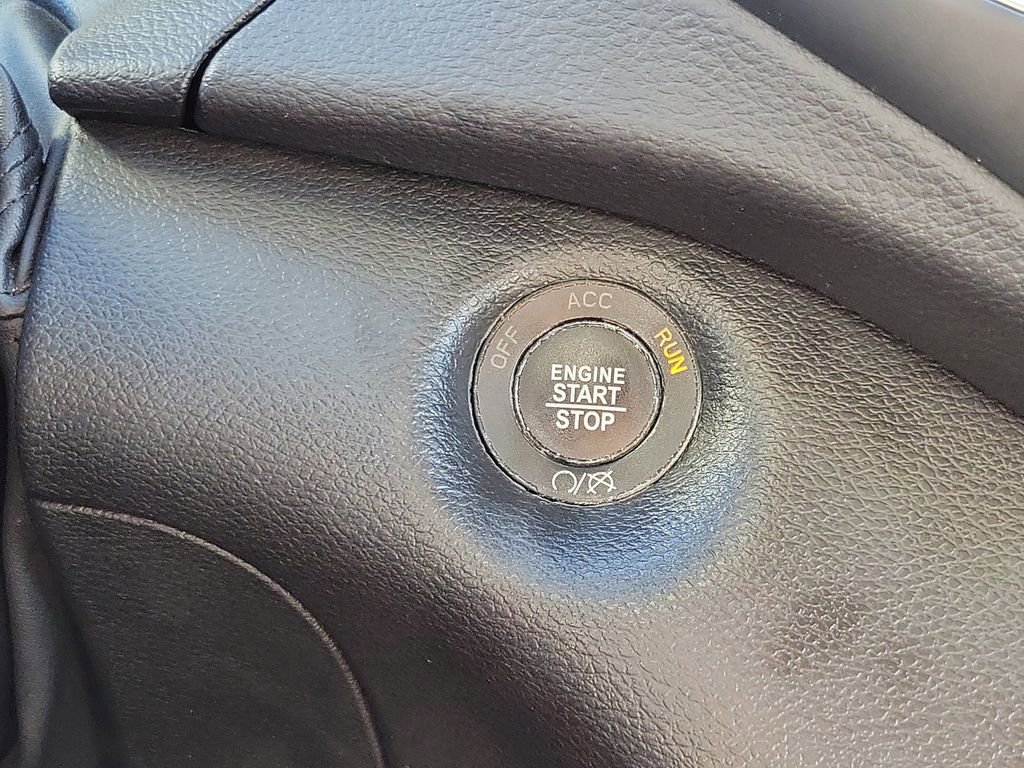 OFF
ACC
RUN
ENGINE
START
STOP